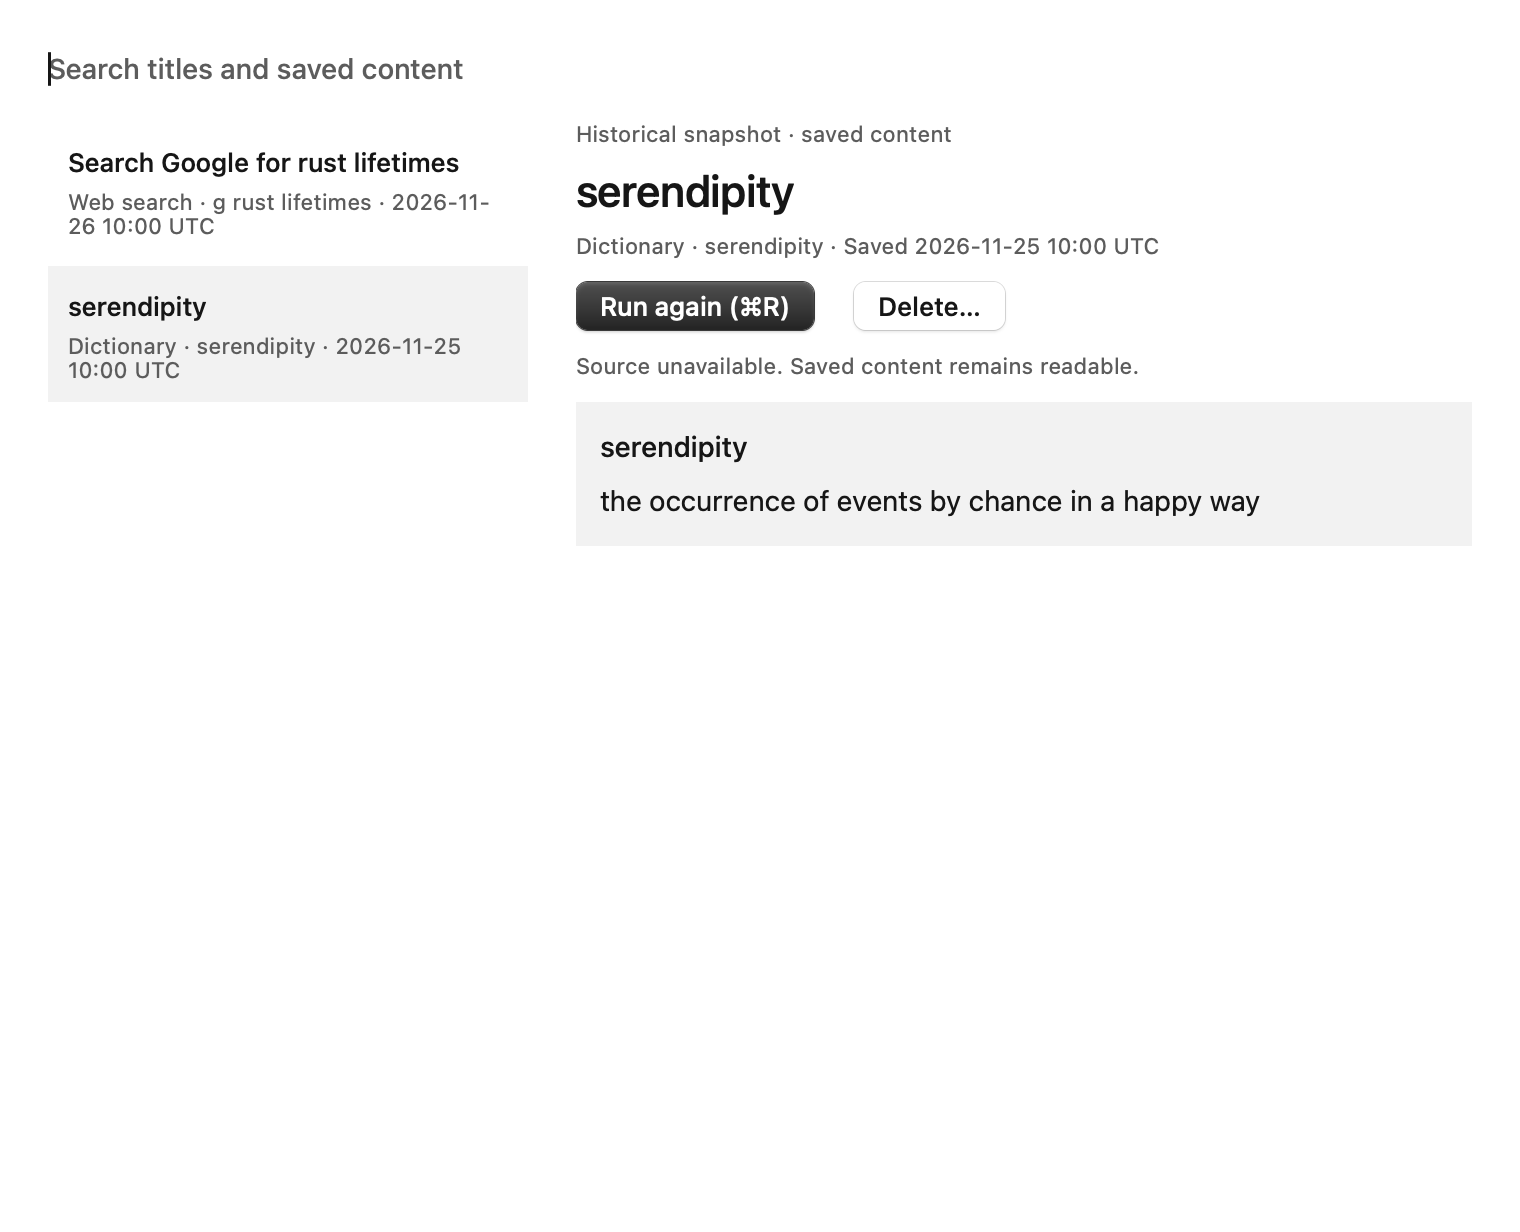 Search titles and saved content
Search Google for rust lifetimes
Web search · g rust lifetimes · 2026-11-
26 10:00 UTC
serendipity
Dictionary · serendipity · 2026-11-25
10:00 UTC
Historical snapshot · saved content
serendipity
Dictionary · serendipity · Saved 2026-11-25 10:00 UTC
Run again (⌘R)
Delete...
Source unavailable. Saved content remains readable.
serendipity
the occurrence of events by chance in a happy way